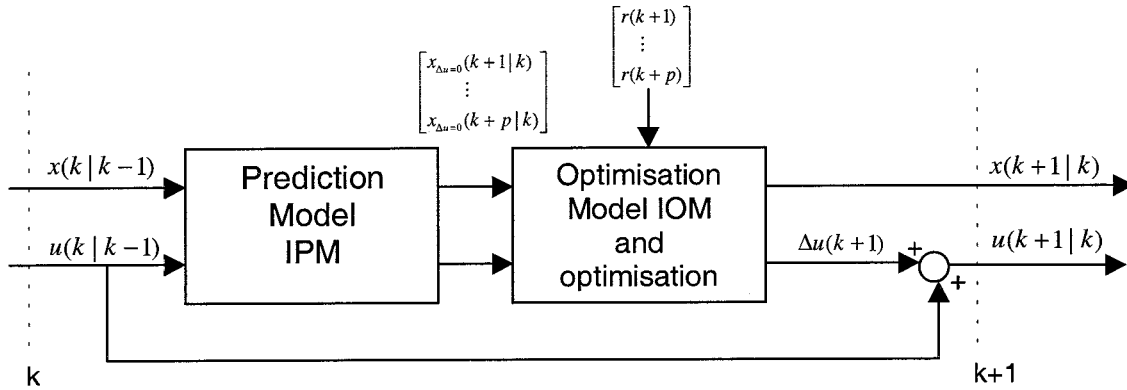 r(k+1)
⋮
r(k+p)
x_{Δu=0}(k+1|k)
⋮
x_{Δu=0}(k+p|k)
x(k|k−1)
u(k|k−1)
Prediction
Model
IPM
Optimisation
Model IOM
and
optimisation
x(k+1|k)
Δu(k+1)
+
+
u(k+1|k)
k
k+1